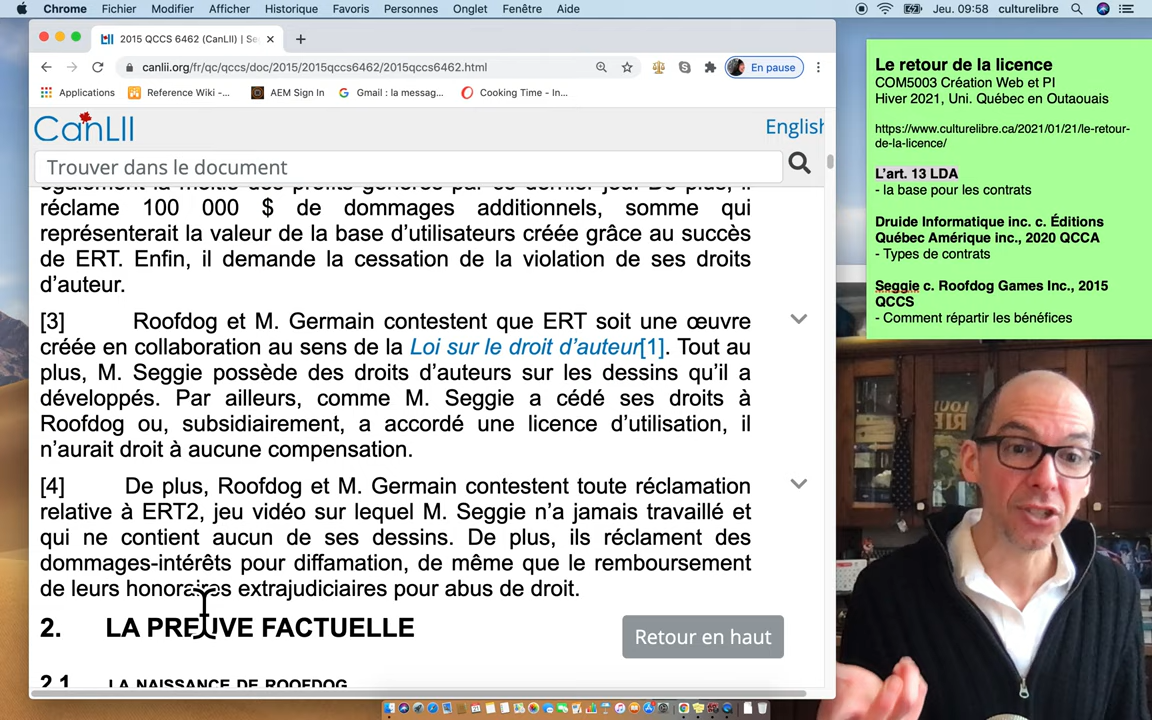 Chrome Fichier Modifier Afficher Historique Favoris Personnes Onglet Fenêtre Aide Jeu. 09:58 culturelibre
2015 QCCS 6462 (CanLII) | Se
canlii.org/fr/qc/qccs/doc/2015/2015qccs6462/2015qccs6462.html En pause
Applications Reference Wiki -... AEM Sign In Gmail : la messag... Cooking Time - In...
CanLII English
Trouver dans le document
également la moitié des profits générés par ce dernier jeu. De plus, il
réclame 100 000 $ de dommages additionnels, somme qui
représenterait la valeur de la base d’utilisateurs créée grâce au succès
de ERT. Enfin, il demande la cessation de la violation de ses droits
d’auteur.
[3] Roofdog et M. Germain contestent que ERT soit une œuvre
créée en collaboration au sens de la Loi sur le droit d’auteur[1]. Tout au
plus, M. Seggie possède des droits d’auteurs sur les dessins qu’il a
développés. Par ailleurs, comme M. Seggie a cédé ses droits à
Roofdog ou, subsidiairement, a accordé une licence d’utilisation, il
n’aurait droit à aucune compensation.
[4] De plus, Roofdog et M. Germain contestent toute réclamation
relative à ERT2, jeu vidéo sur lequel M. Seggie n’a jamais travaillé et
qui ne contient aucun de ses dessins. De plus, ils réclament des
dommages-intérêts pour diffamation, de même que le remboursement
de leurs honoraires extrajudiciaires pour abus de droit.
2. LA PREUVE FACTUELLE
Retour en haut
2.1 LA NAISSANCE DE ROOFDOG
Le retour de la licence
COM5003 Création Web et PI
Hiver 2021, Uni. Québec en Outaouais
https://www.culturelibre.ca/2021/01/21/le-retour-
de-la-licence/
L’art. 13 LDA
- la base pour les contrats
Druide Informatique inc. c. Éditions
Québec Amérique inc., 2020 QCCA
- Types de contrats
Seggie c. Roofdog Games Inc., 2015
QCCS
- Comment répartir les bénéfices